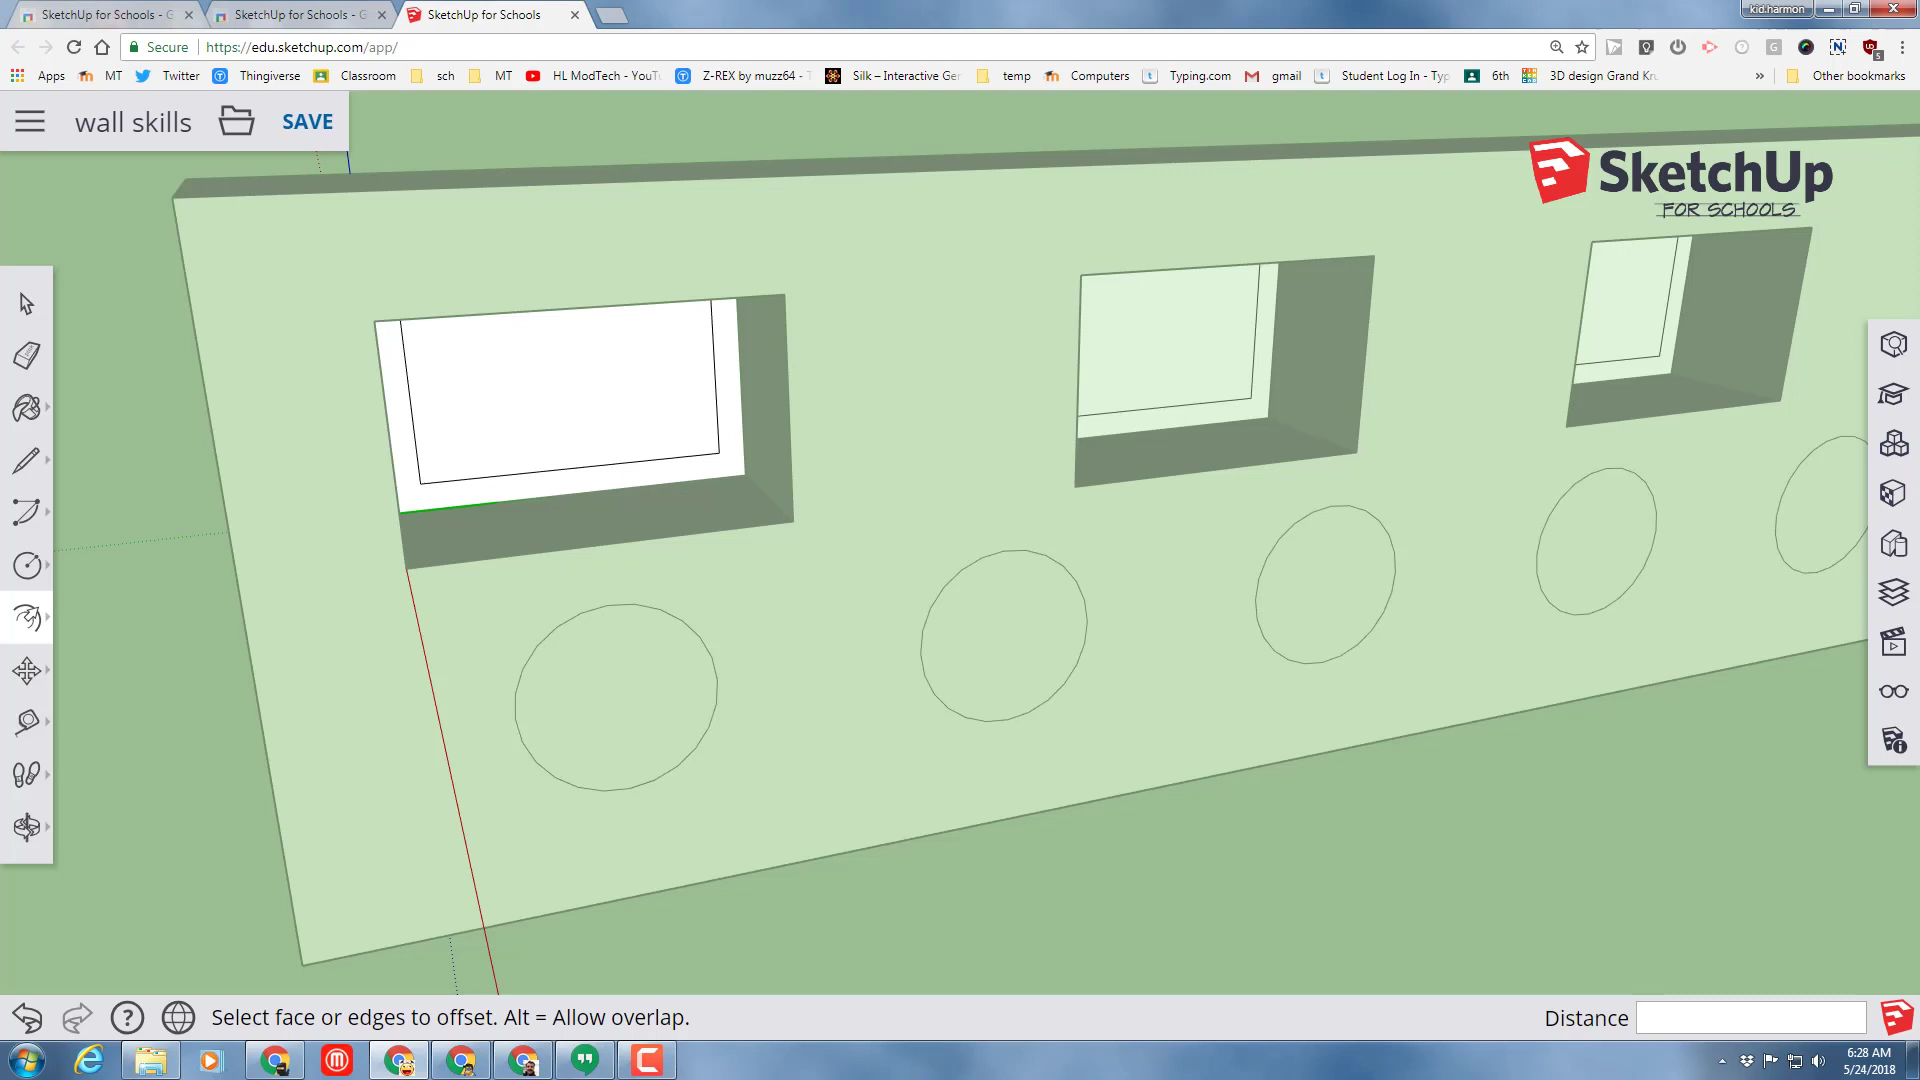 SketchUp for Schools - G
SketchUp for Schools - G
SketchUp for Schools
kid.harmon
Secure
https://edu.sketchup.com/app/
Apps
MT
Twitter
Thingiverse
Classroom
sch
MT
HL ModTech - YouTu
Z-REX by muzz64 - T
Silk – Interactive Gen
temp
Computers
Typing.com
gmail
Student Log In - Typ
6th
3D design Grand Kru
»
Other bookmarks
wall skills
SAVE
SketchUp
FOR SCHOOLS
Select face or edges to offset. Alt = Allow overlap.
Distance
6:28 AM
5/24/2018